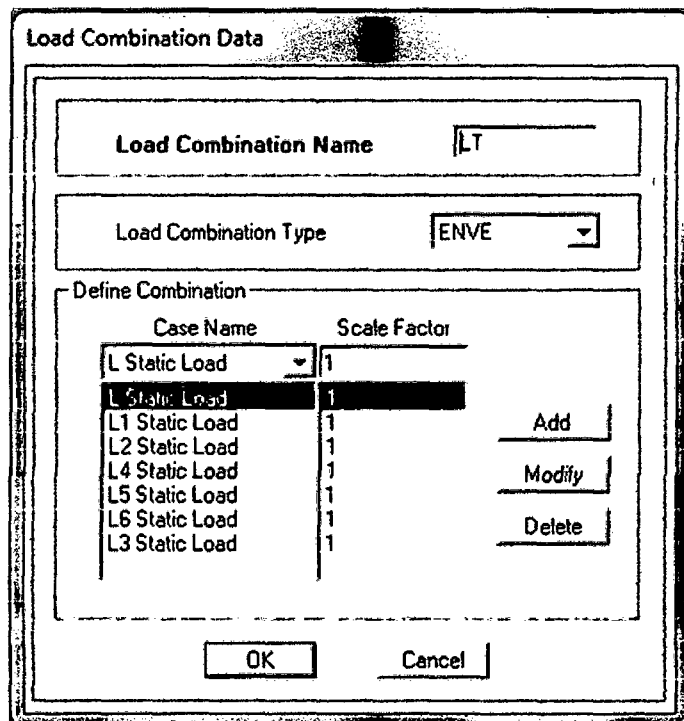 Load Combination Data
Load Combination Name LT
Load Combination Type ENVE
Define Combination
Case Name Scale Factor
L Static Load 1
L Static Load 1
L1 Static Load 1
L2 Static Load 1
L4 Static Load 1
L5 Static Load 1
L6 Static Load 1
L3 Static Load 1
Add
Modify
Delete
OK Cancel